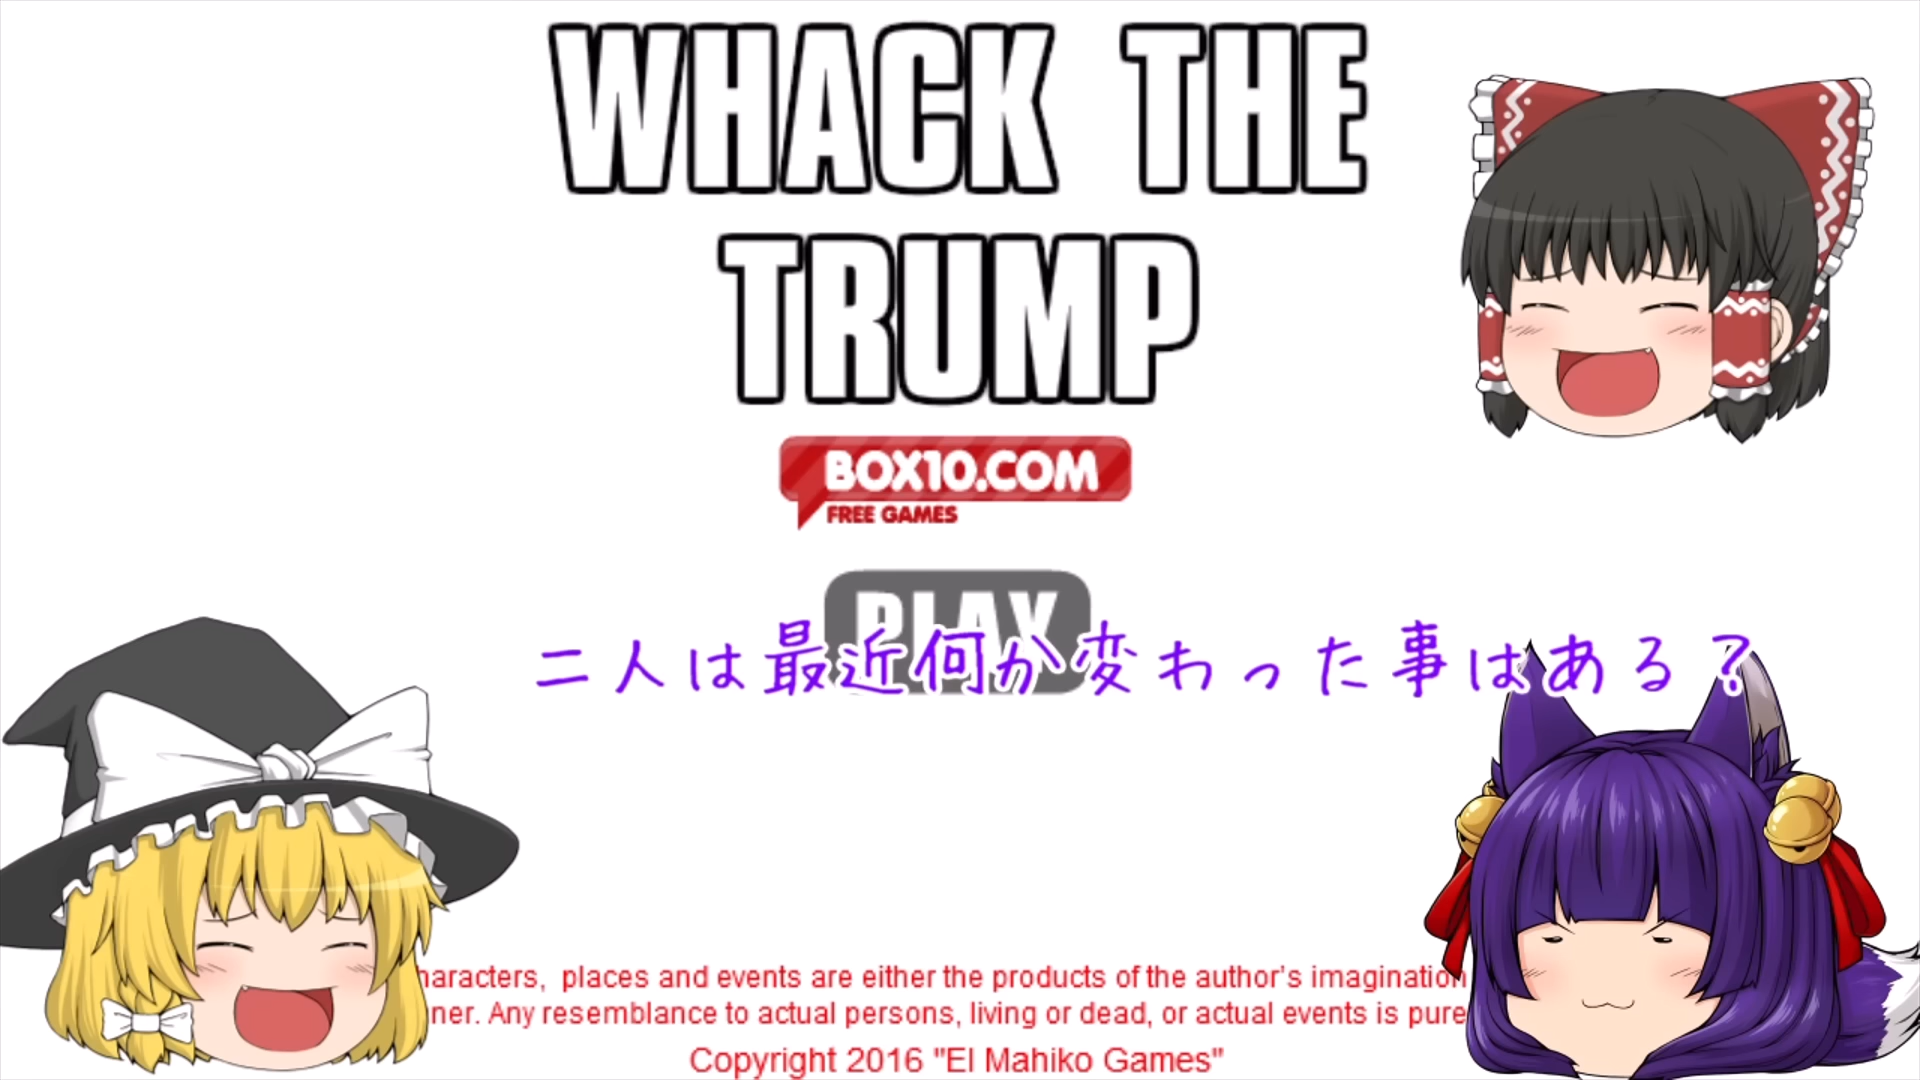 WHACK THE
TRUMP
BOX10.COM
FREE GAMES
PLAY
二人は最近何か変わった事はある？
haracters, places and events are either the products of the author's imagination
ner. Any resemblance to actual persons, living or dead, or actual events is pure
Copyright 2016 "El Mahiko Games"